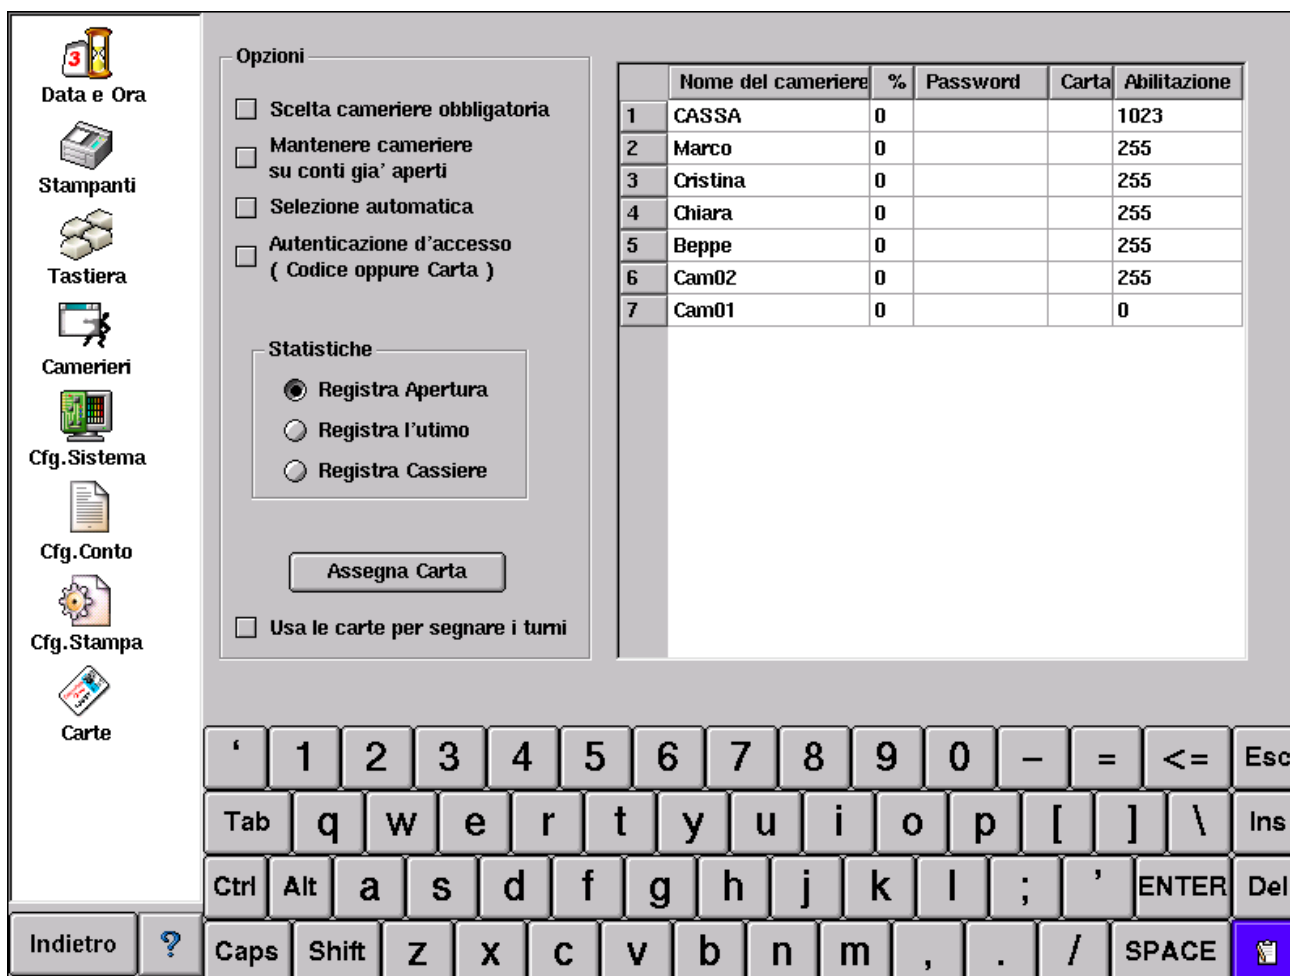 3
Data e Ora
Stampanti
Tastiera
Camerieri
Cfg.Sistema
Cfg.Conto
Cfg.Stampa
Carte
Indietro
?
Opzioni
Scelta cameriere obbligatoria
Mantenere cameriere
su conti gia' aperti
Selezione automatica
Autenticazione d'accesso
( Codice oppure Carta )
Statistiche
Registra Apertura
Registra l'utimo
Registra Cassiere
Assegna Carta
Usa le carte per segnare i turni
Nome del cameriere % Password Carta Abilitazione
1 CASSA 0 1023
2 Marco 0 255
3 Cristina 0 255
4 Chiara 0 255
5 Beppe 0 255
6 Cam02 0 255
7 Cam01 0 0
‘ 1 2 3 4 5 6 7 8 9 0 – = <= Esc
Tab q w e r t y u i o p [ ] \ Ins
Ctrl Alt a s d f g h j k l ; ’ ENTER Del
Caps Shift z x c v b n m , . / SPACE